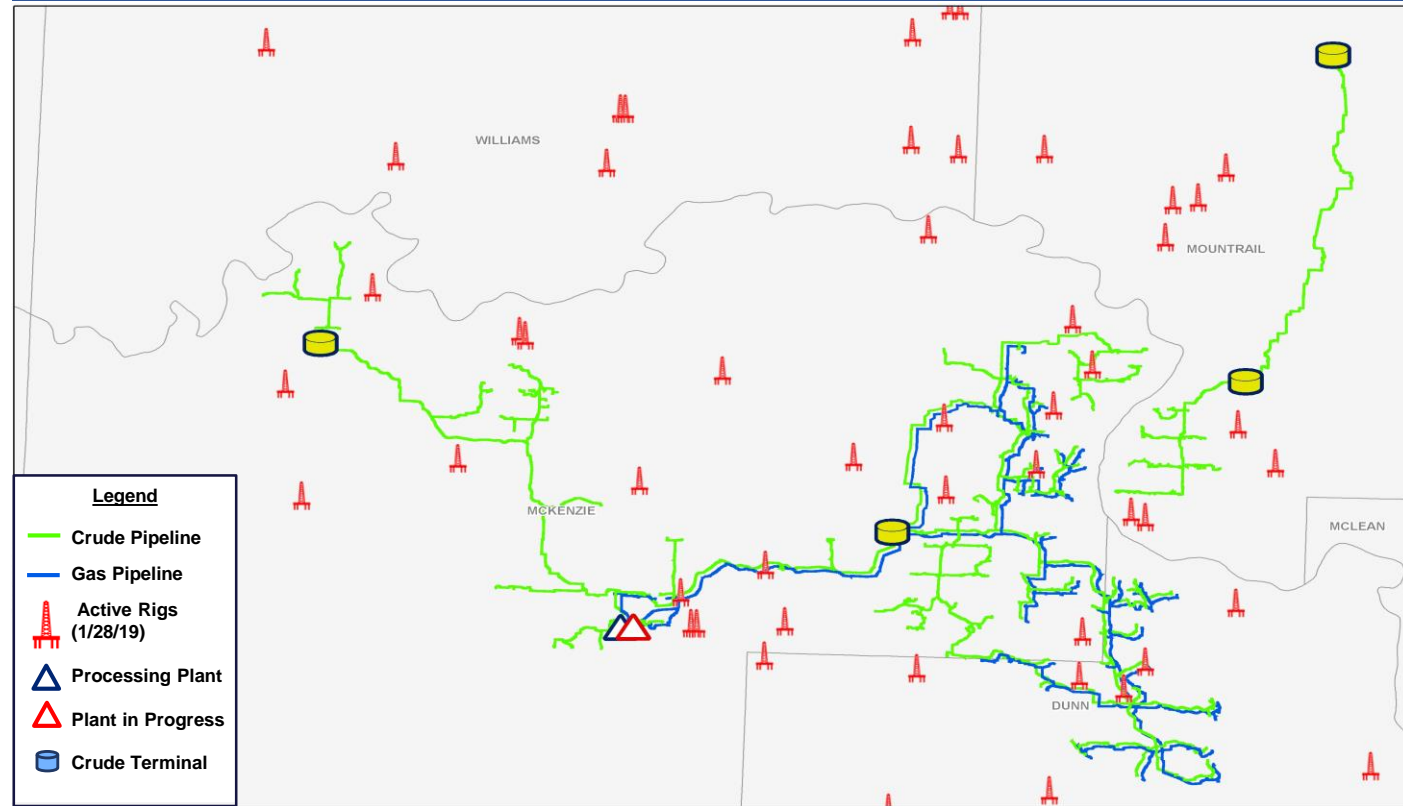 WILLIAMS
MOUNTRAIL
MCKENZIE
MCLEAN
DUNN
Legend
Crude Pipeline
Gas Pipeline
Active Rigs
(1/28/19)
Processing Plant
Plant in Progress
Crude Terminal